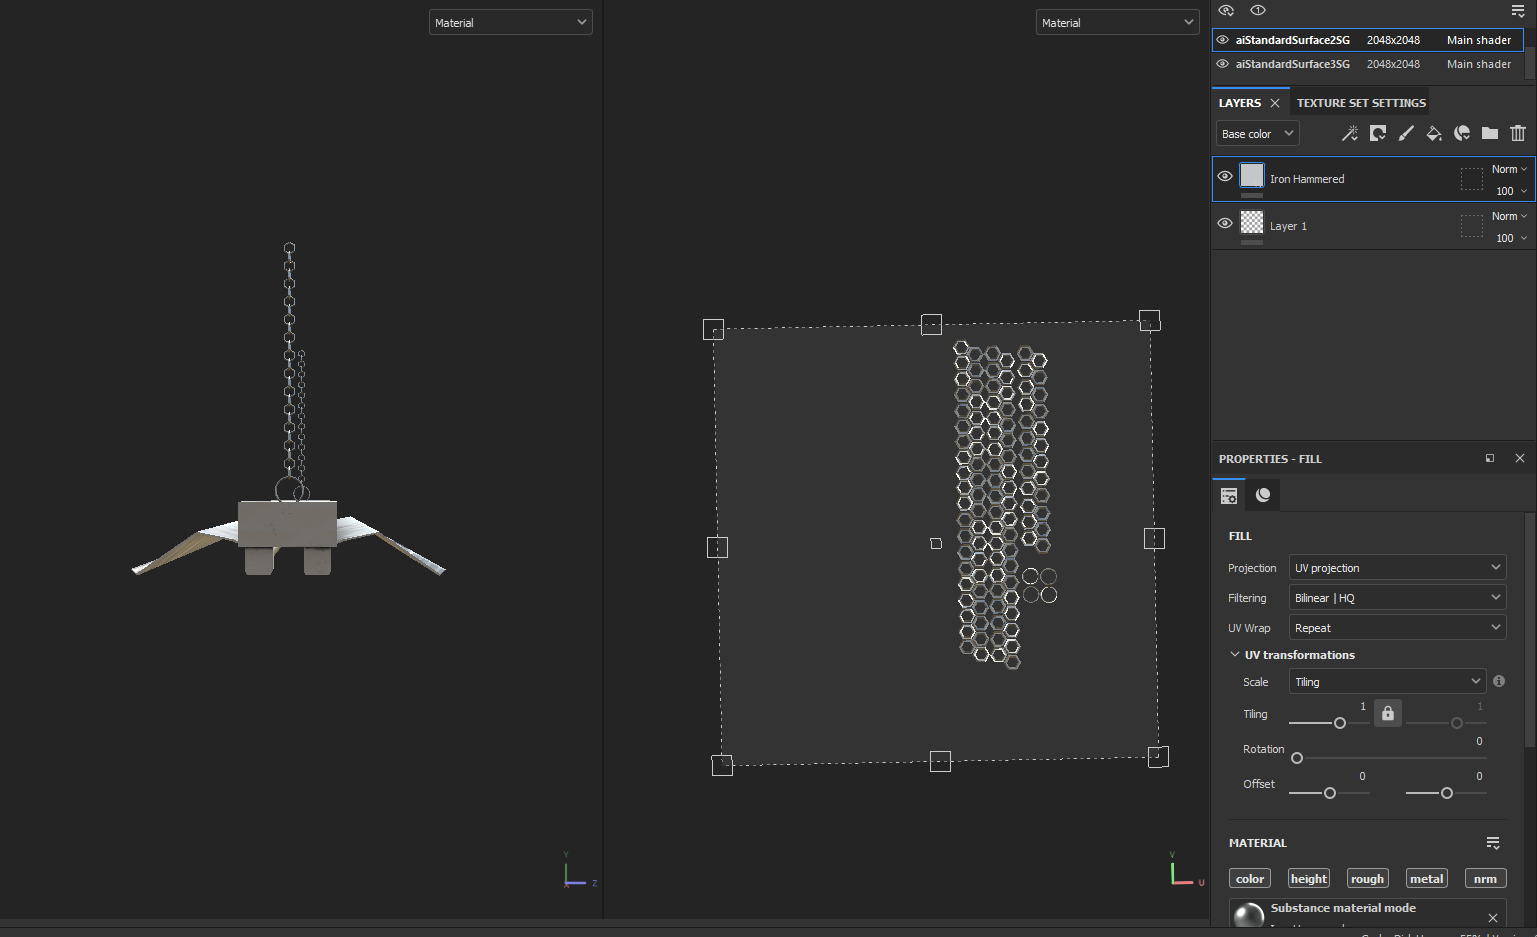 Material
Material
aiStandardSurface2SG 2048x2048 Main shader
aiStandardSurface3SG 2048x2048 Main shader
LAYERS TEXTURE SET SETTINGS
Base color
Iron Hammered
Norm
100
Layer 1
Norm
100
PROPERTIES - FILL
FILL
Projection UV projection
Filtering Bilinear | HQ
UV Wrap Repeat
UV transformations
Scale Tiling
Tiling 1 1
Rotation 0
Offset 0 0
MATERIAL
color height rough metal nrm
Substance material mode
Y
Z
V
U